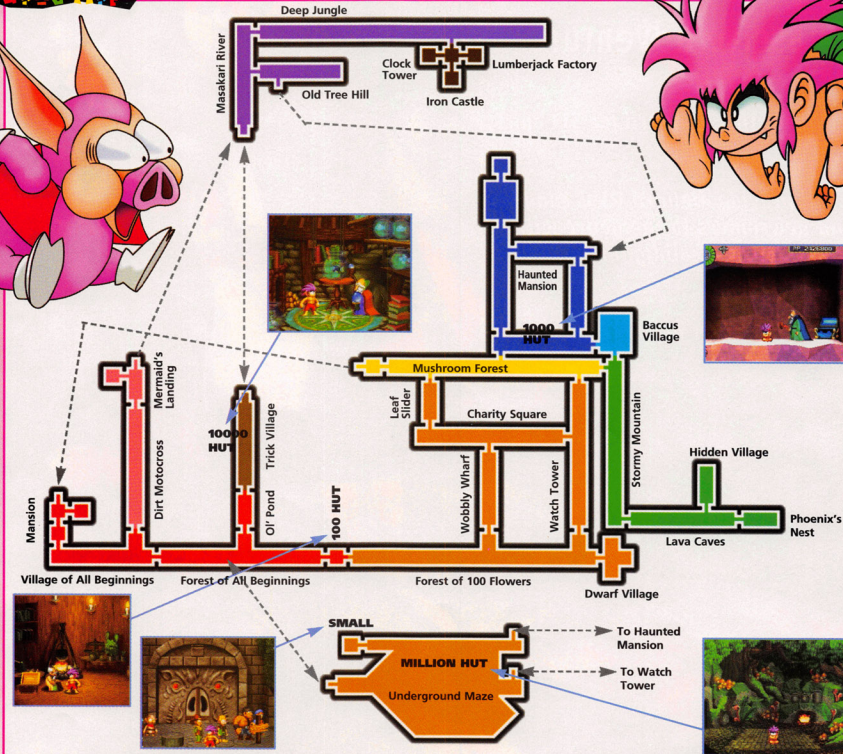 Deep Jungle
Masakari River
Clock
Tower
Lumberjack Factory
Iron Castle
Old Tree Hill
Haunted
Mansion
1000
HUT
Baccus
Village
Mushroom Forest
Mermaid's
Landing
Leaf
Slider
Charity Square
Trick Village
10000
HUT
Stormy Mountain
Hidden Village
Dirt Motocross
Ol' Pond
100 HUT
Wobbly Wharf
Watch Tower
Mansion
Phoenix's
Nest
Lava Caves
Village of All Beginnings
Forest of All Beginnings
Forest of 100 Flowers
Dwarf Village
SMALL
MILLION HUT
Underground Maze
To Haunted
Mansion
To Watch
Tower